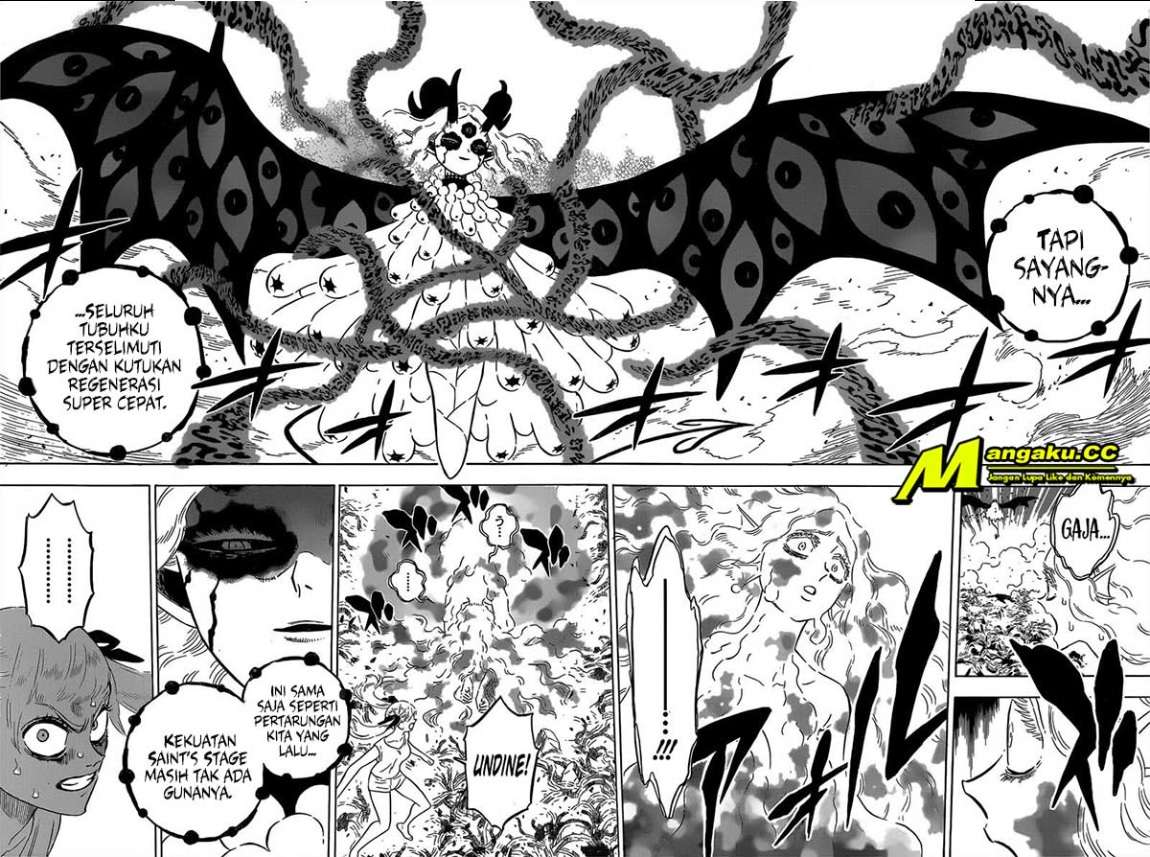 TAPI
SAYANG-
NYA...
...SELURUH
TUBUHKU
TERSELIMUTI
DENGAN KUTUKAN
REGENERASI
SUPER CEPAT.
Mangaku.CC
Jangan Lupa Like dan Komennya
GAJA...
...........!!!
う...
......
UNDINE!
INI SAMA
SAJA SEPERTI
PERTARUNGAN
KITA YANG
LALU...
KEKUATAN
SAINT'S STAGE
MASIH TAK ADA
GUNANYA.
..................